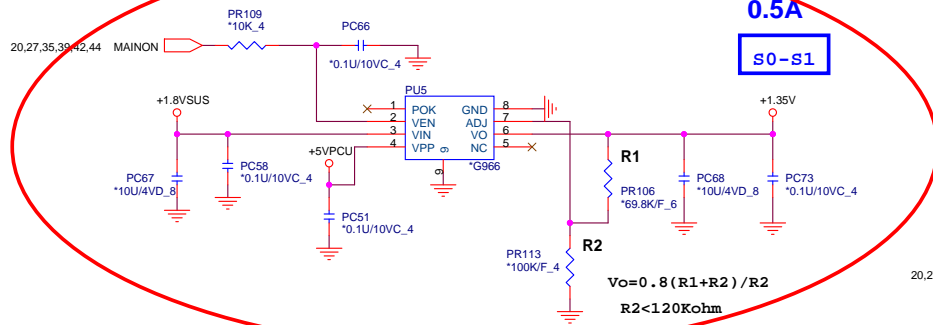 0.5A
S0-S1
PR109
*10K_4
PC66
*0.1U/10VC_4
20,27,35,39,42,44 MAINON
PU5
1 POK GND 8
2 VEN ADJ 7
3 VIN VO 6
4 VPP NC 5
9
9
*G966
+1.8VSUS
+5VPCU
+1.35V
PC67
*10U/4VD_8
PC58
*0.1U/10VC_4
PC51
*0.1U/10VC_4
R1
PR106
*69.8K/F_6
PC68
*10U/4VD_8
PC73
*0.1U/10VC_4
R2
PR113
*100K/F_4
Vo=0.8(R1+R2)/R2
R2<120Kohm
20,2